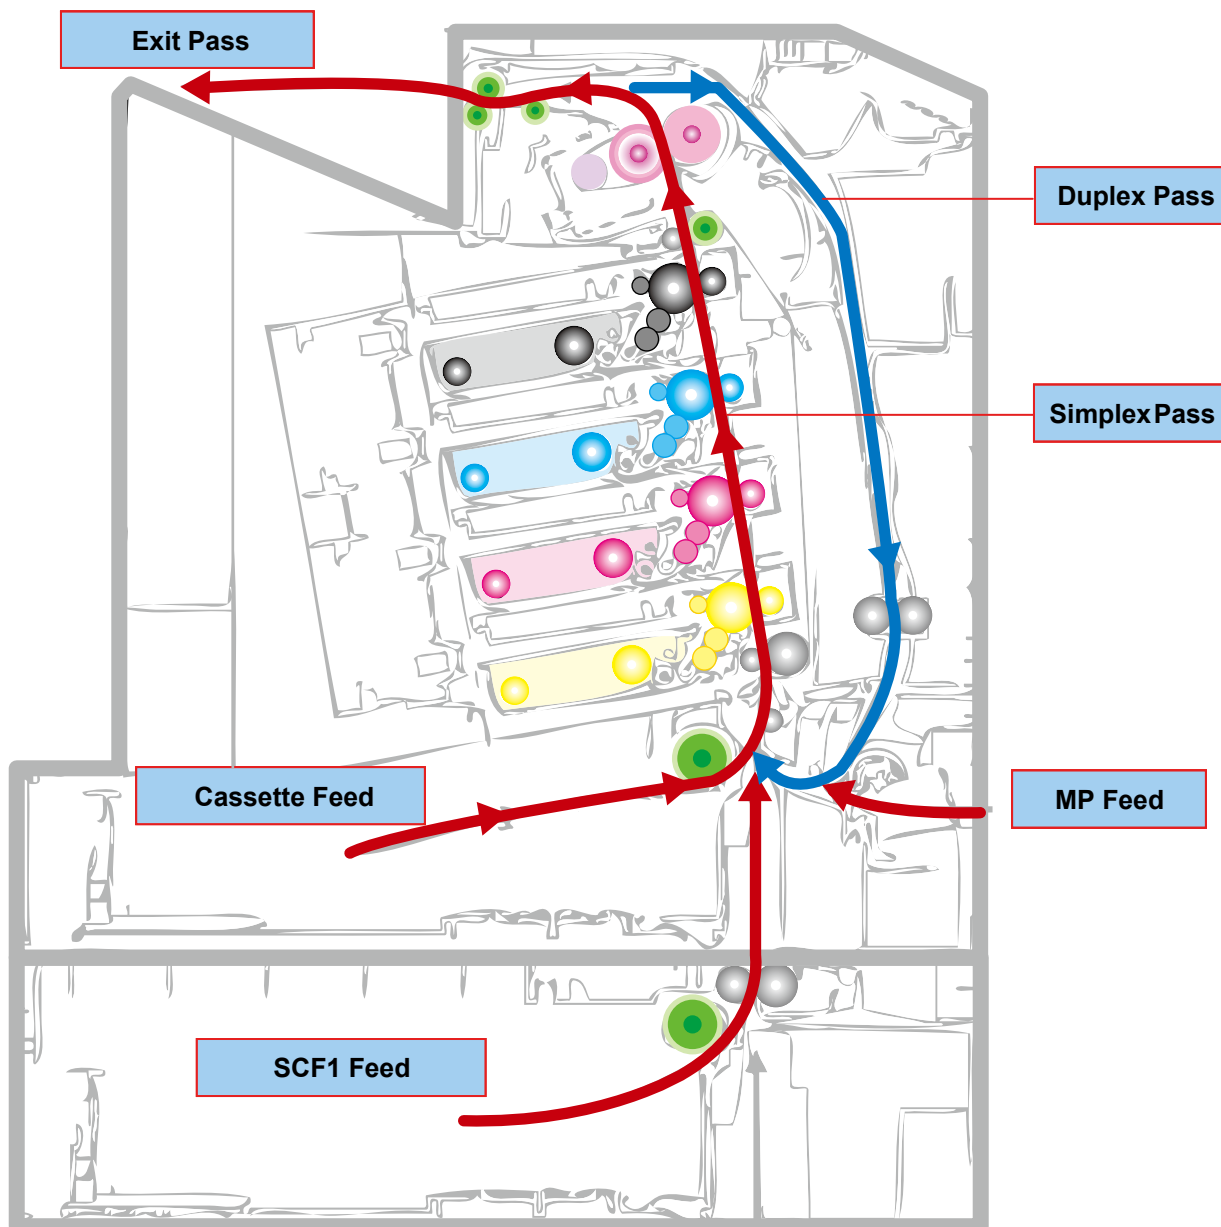 Exit Pass
Duplex Pass
Simplex Pass
Cassette Feed
MP Feed
SCF1 Feed